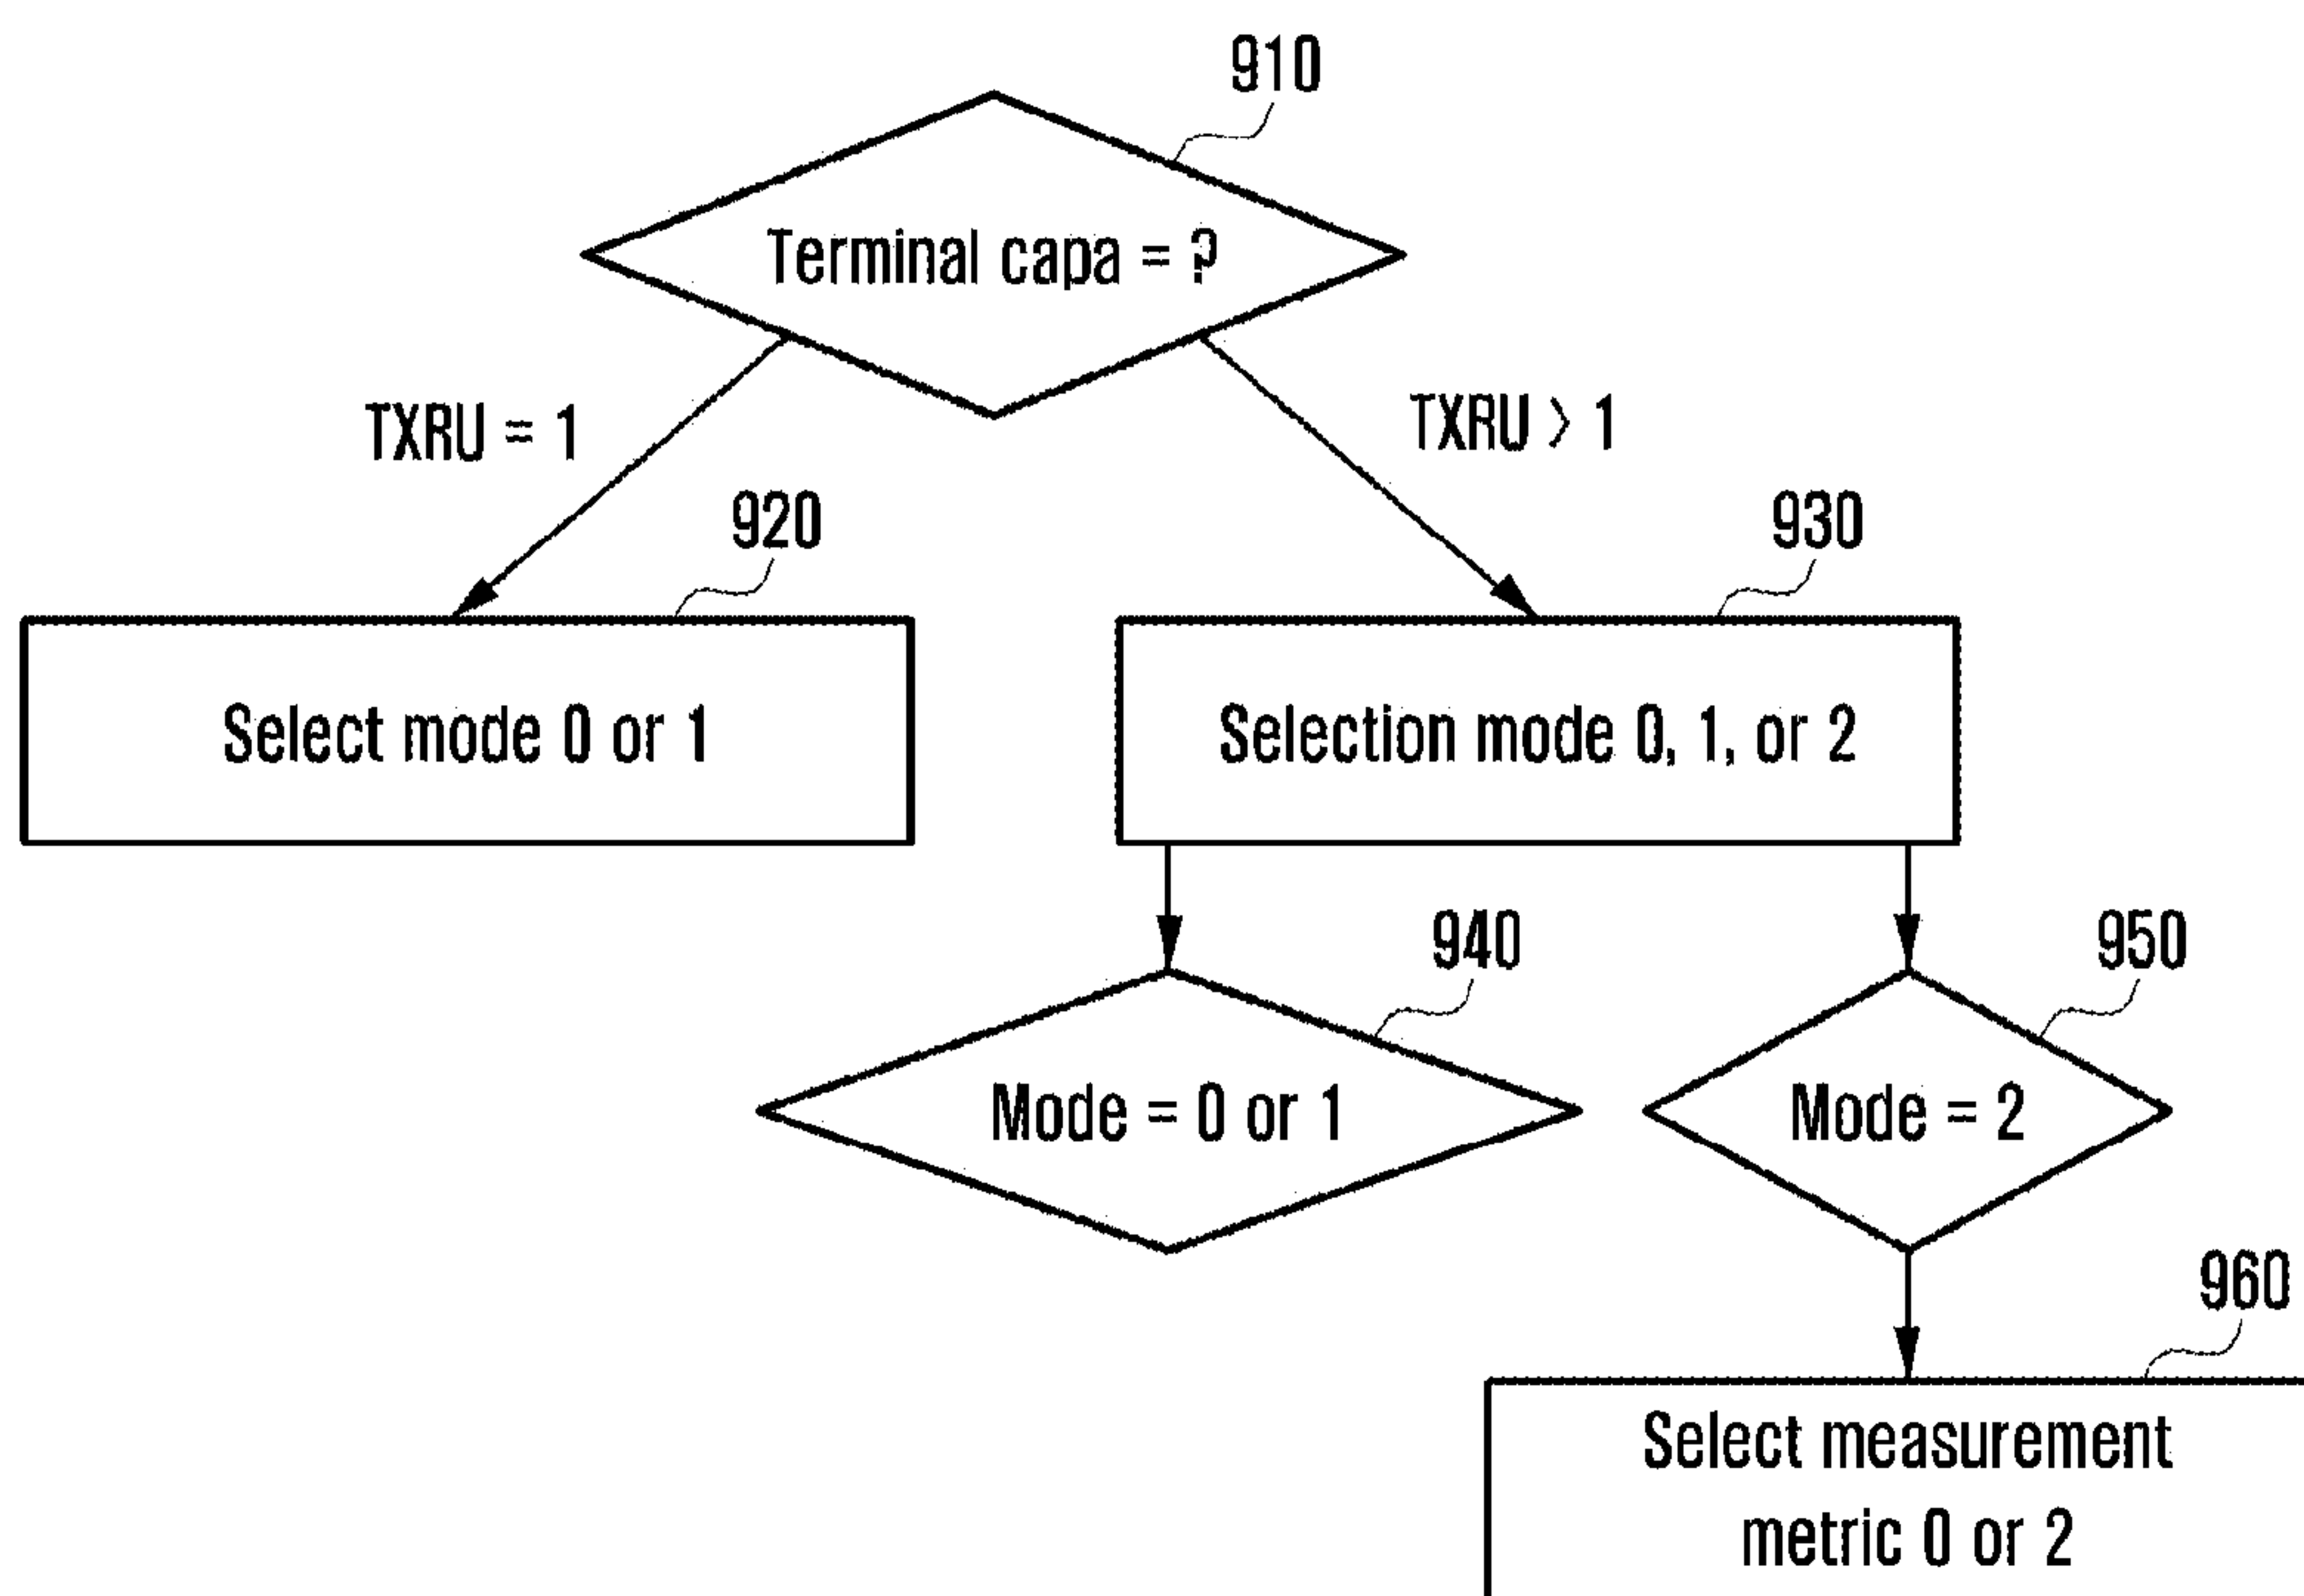 910
Terminal capa = ?
TXRU = 1
TXRU > 1
920
930
Select mode 0 or 1
Selection mode 0, 1, or 2
940
950
Mode = 0 or 1
Mode = 2
960
Select measurement
metric 0 or 2